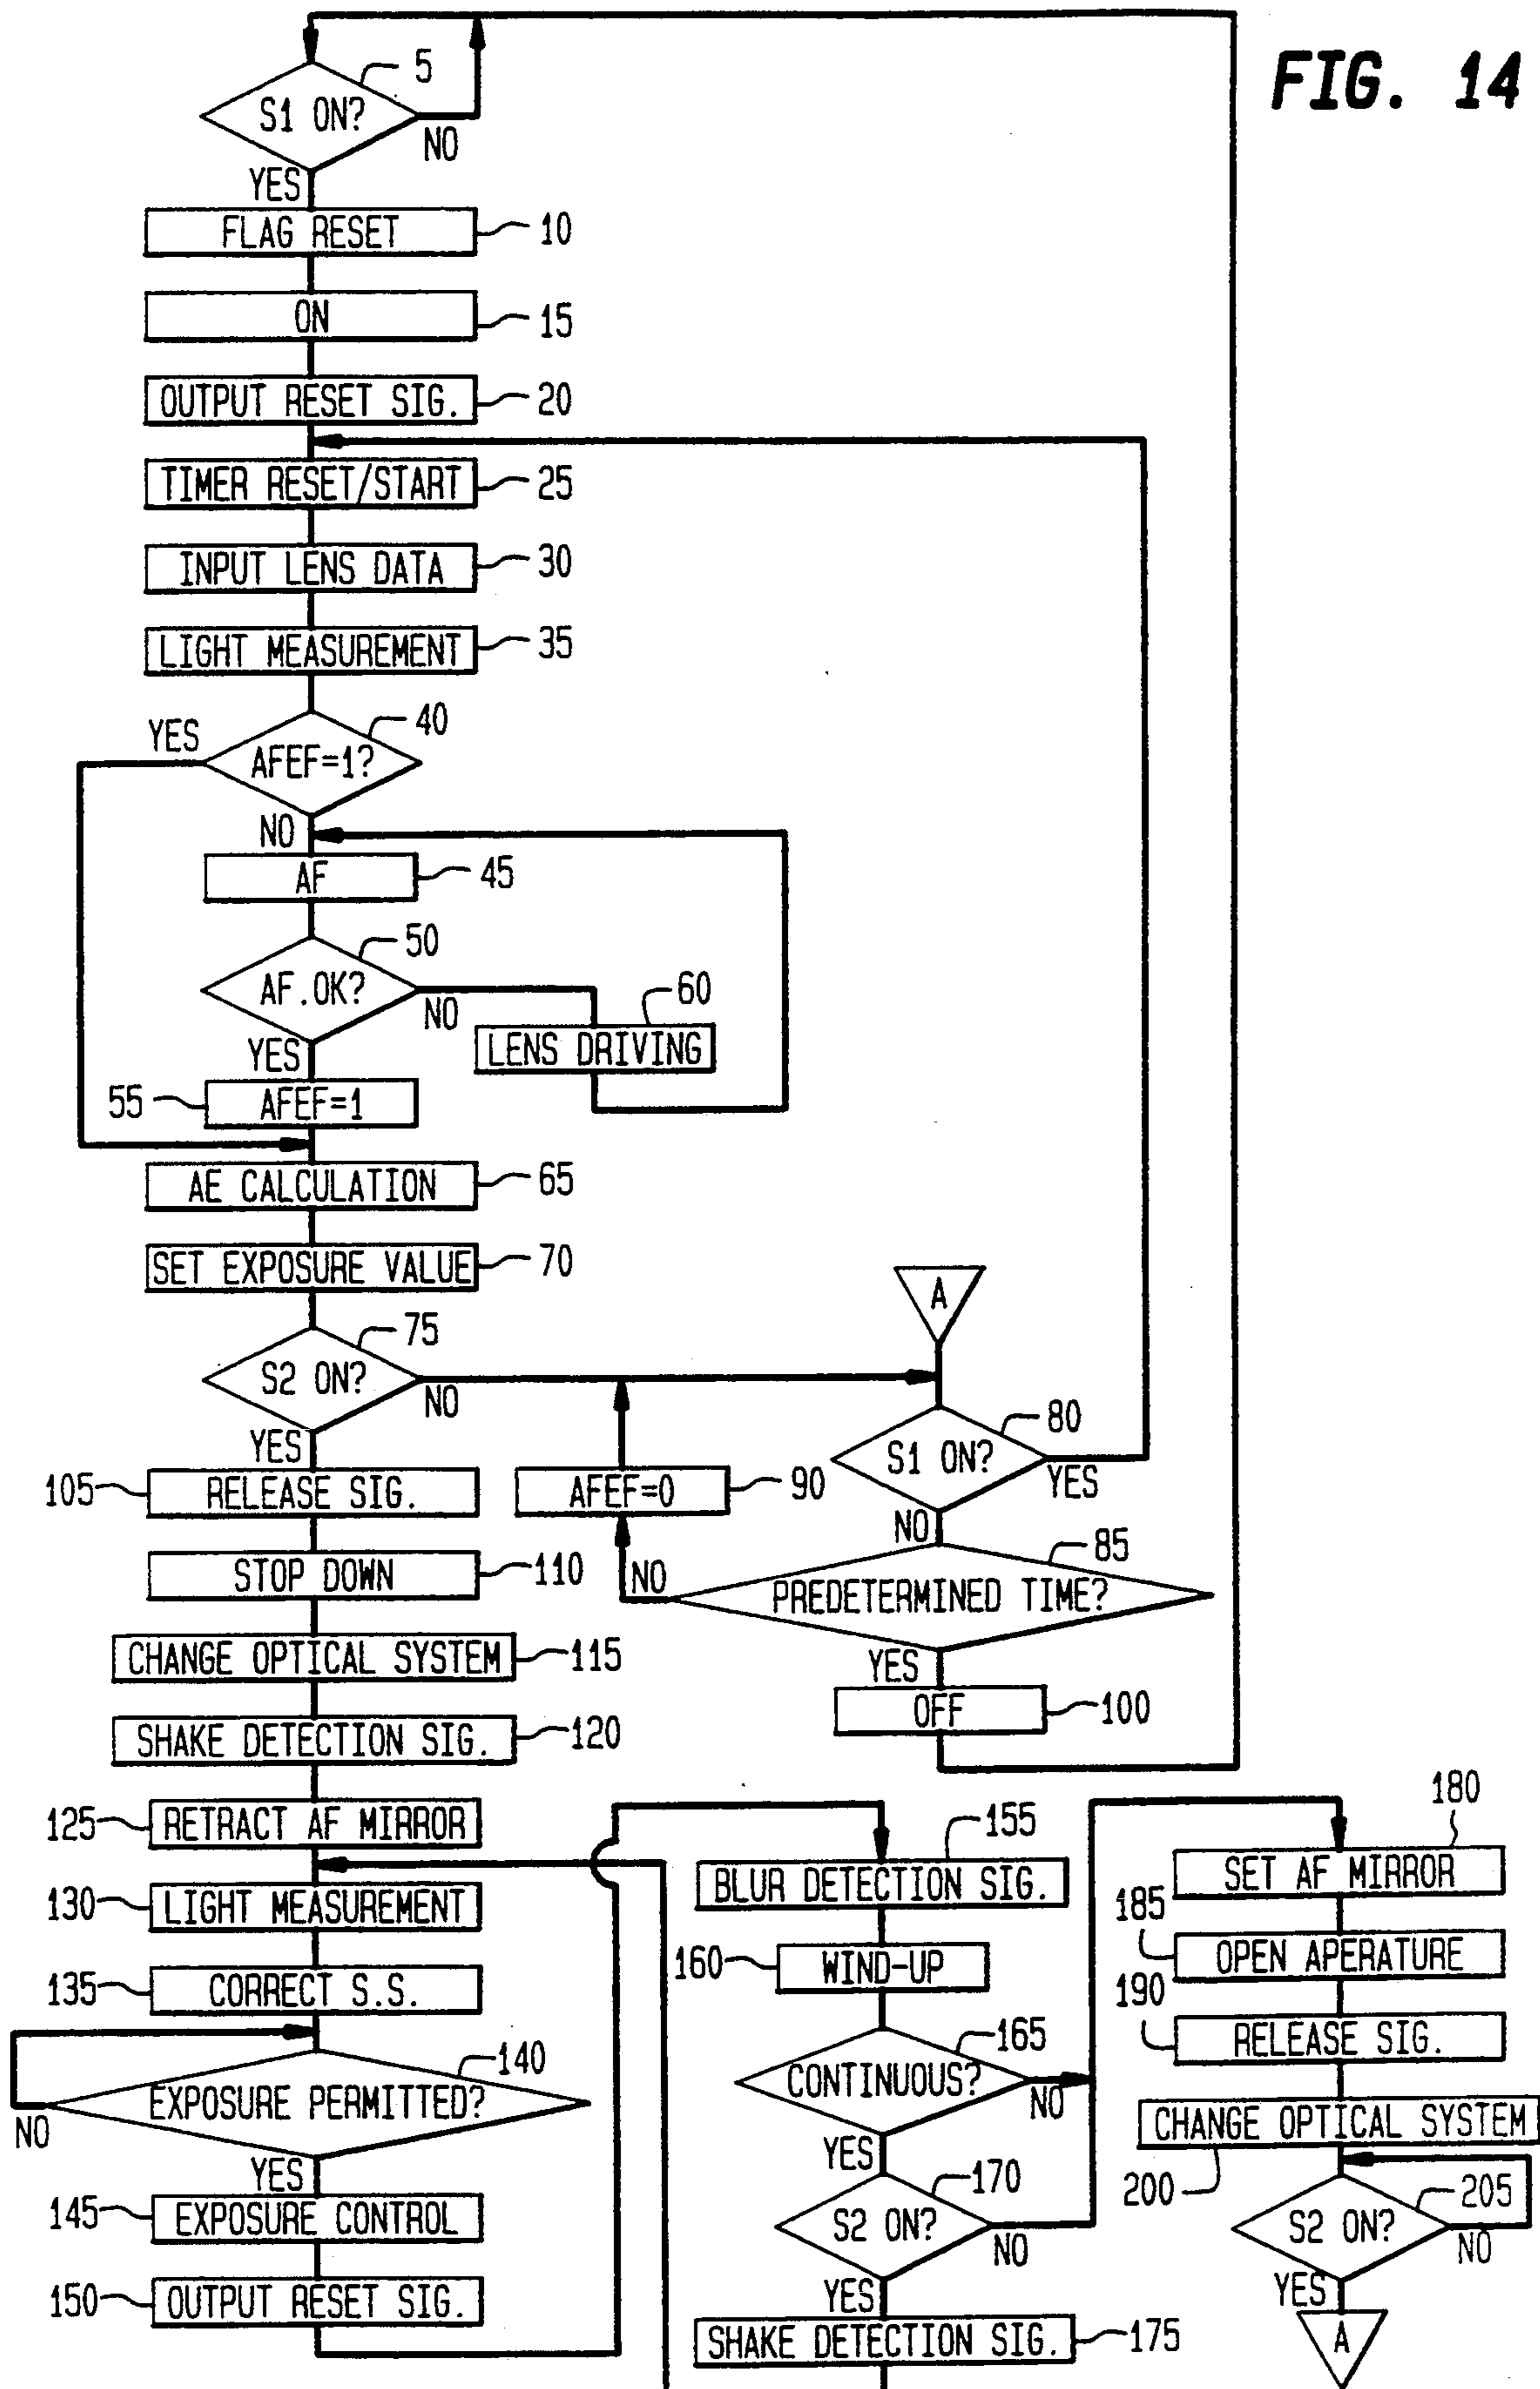 FIG. 14
5
S1 ON?
NO
YES
FLAG RESET
10
ON
15
OUTPUT RESET SIG.
20
TIMER RESET/START
25
INPUT LENS DATA
30
LIGHT MEASUREMENT
35
40
YES
AFEF=1?
NO
AF
45
50
AF.OK?
NO
YES
60
LENS DRIVING
55
AFEF=1
AE CALCULATION
65
SET EXPOSURE VALUE
70
75
S2 ON?
NO
YES
A
80
S1 ON?
YES
NO
AFEF=0
90
85
PREDETERMINED TIME?
NO
YES
OFF
100
105
RELEASE SIG.
STOP DOWN
110
CHANGE OPTICAL SYSTEM
115
SHAKE DETECTION SIG.
120
125
RETRACT AF MIRROR
130
LIGHT MEASUREMENT
135
CORRECT S.S.
140
EXPOSURE PERMITTED?
NO
YES
145
EXPOSURE CONTROL
150
OUTPUT RESET SIG.
155
BLUR DETECTION SIG.
160
WIND-UP
165
CONTINUOUS?
NO
YES
170
S2 ON?
NO
YES
SHAKE DETECTION SIG.
175
180
SET AF MIRROR
185
OPEN APERATURE
190
RELEASE SIG.
CHANGE OPTICAL SYSTEM
200
205
S2 ON?
NO
YES
A